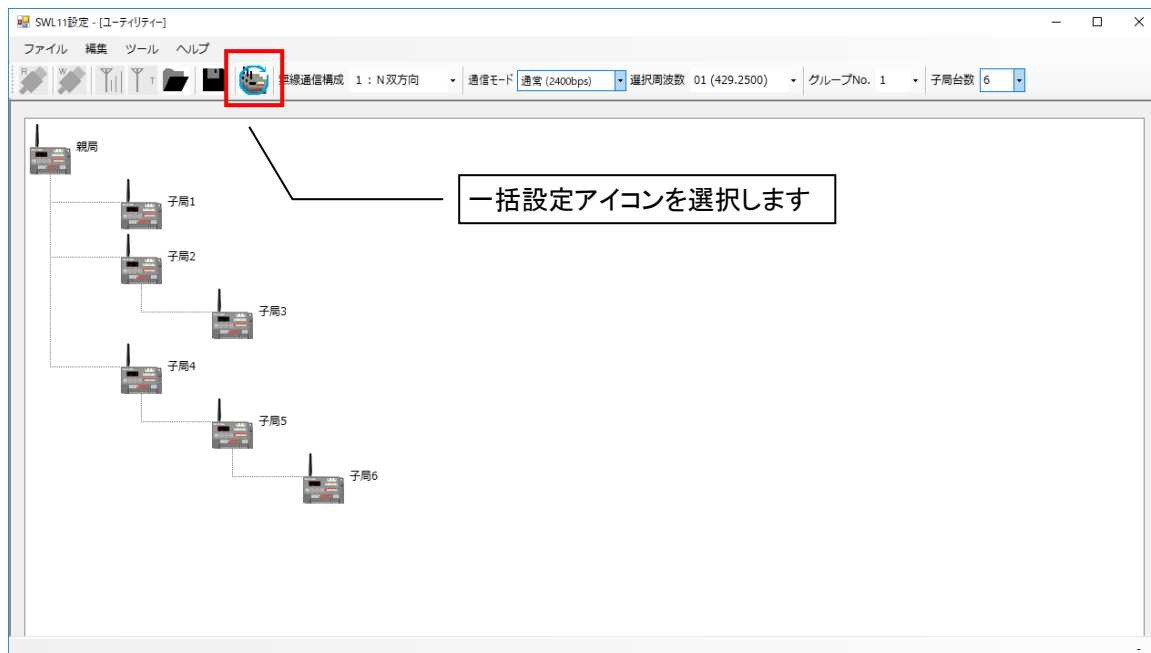 SWL11設定 - [ユーティリティー]
ファイル 編集 ツール ヘルプ
R W T 無線通信構成 1：N双方向 通信モード 通常 (2400bps) 選択周波数 01 (429.2500) グループNo. 1 子局台数 6
親局
子局1
一括設定アイコンを選択します
子局2
子局3
子局4
子局5
子局6